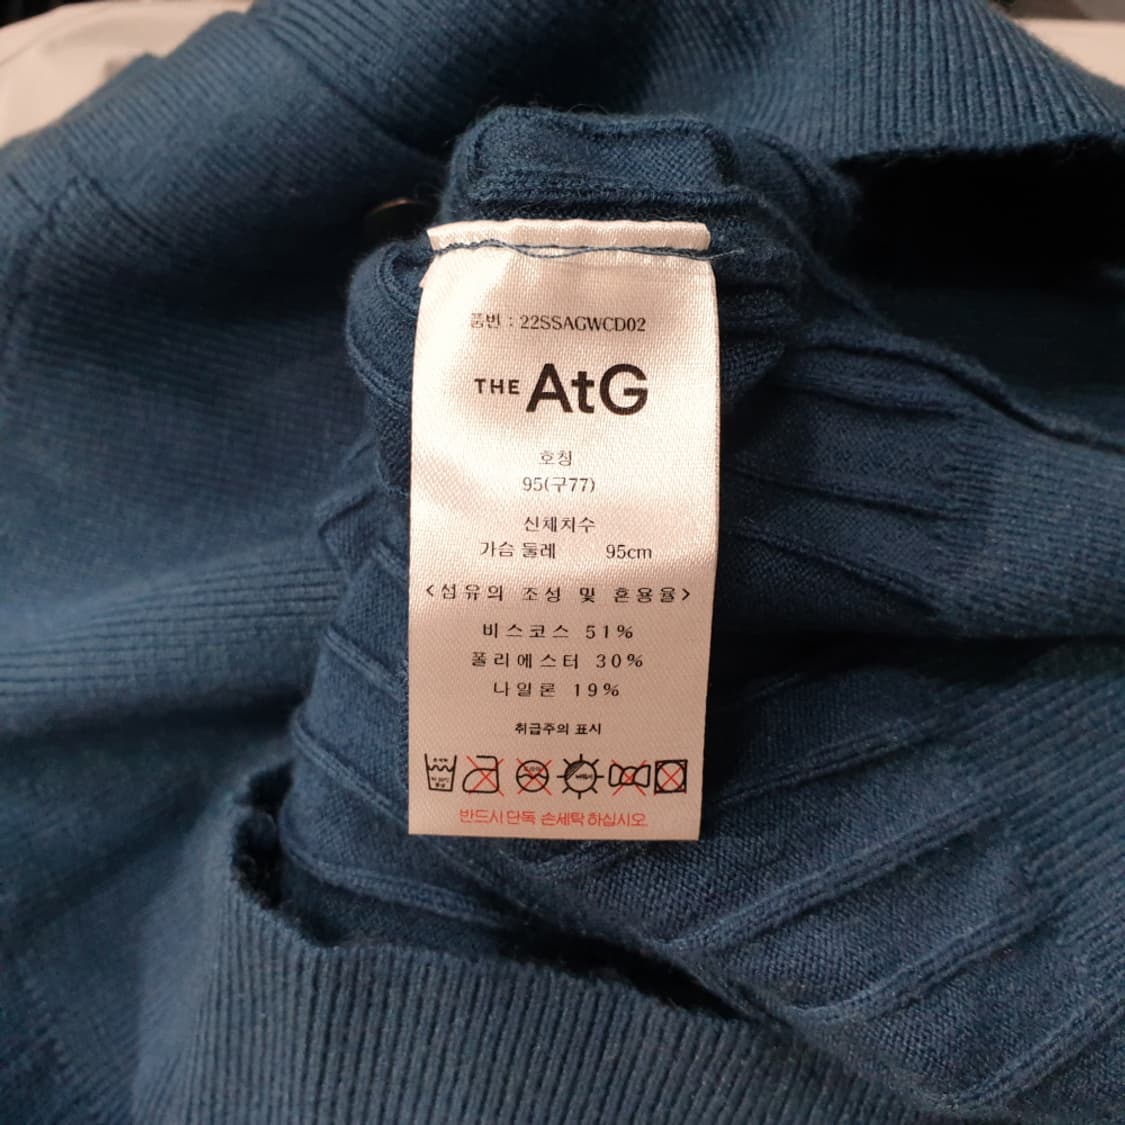 품번 : 22SSAGWCD02
THE AtG
호칭
95(구77)
신체치수
가슴 둘레 95cm
<섬유의 조성 및 혼용율>
비스코스 51%
폴리에스터 30%
나일론 19%
취급주의 표시
반드시 단독 손세탁 하십시오